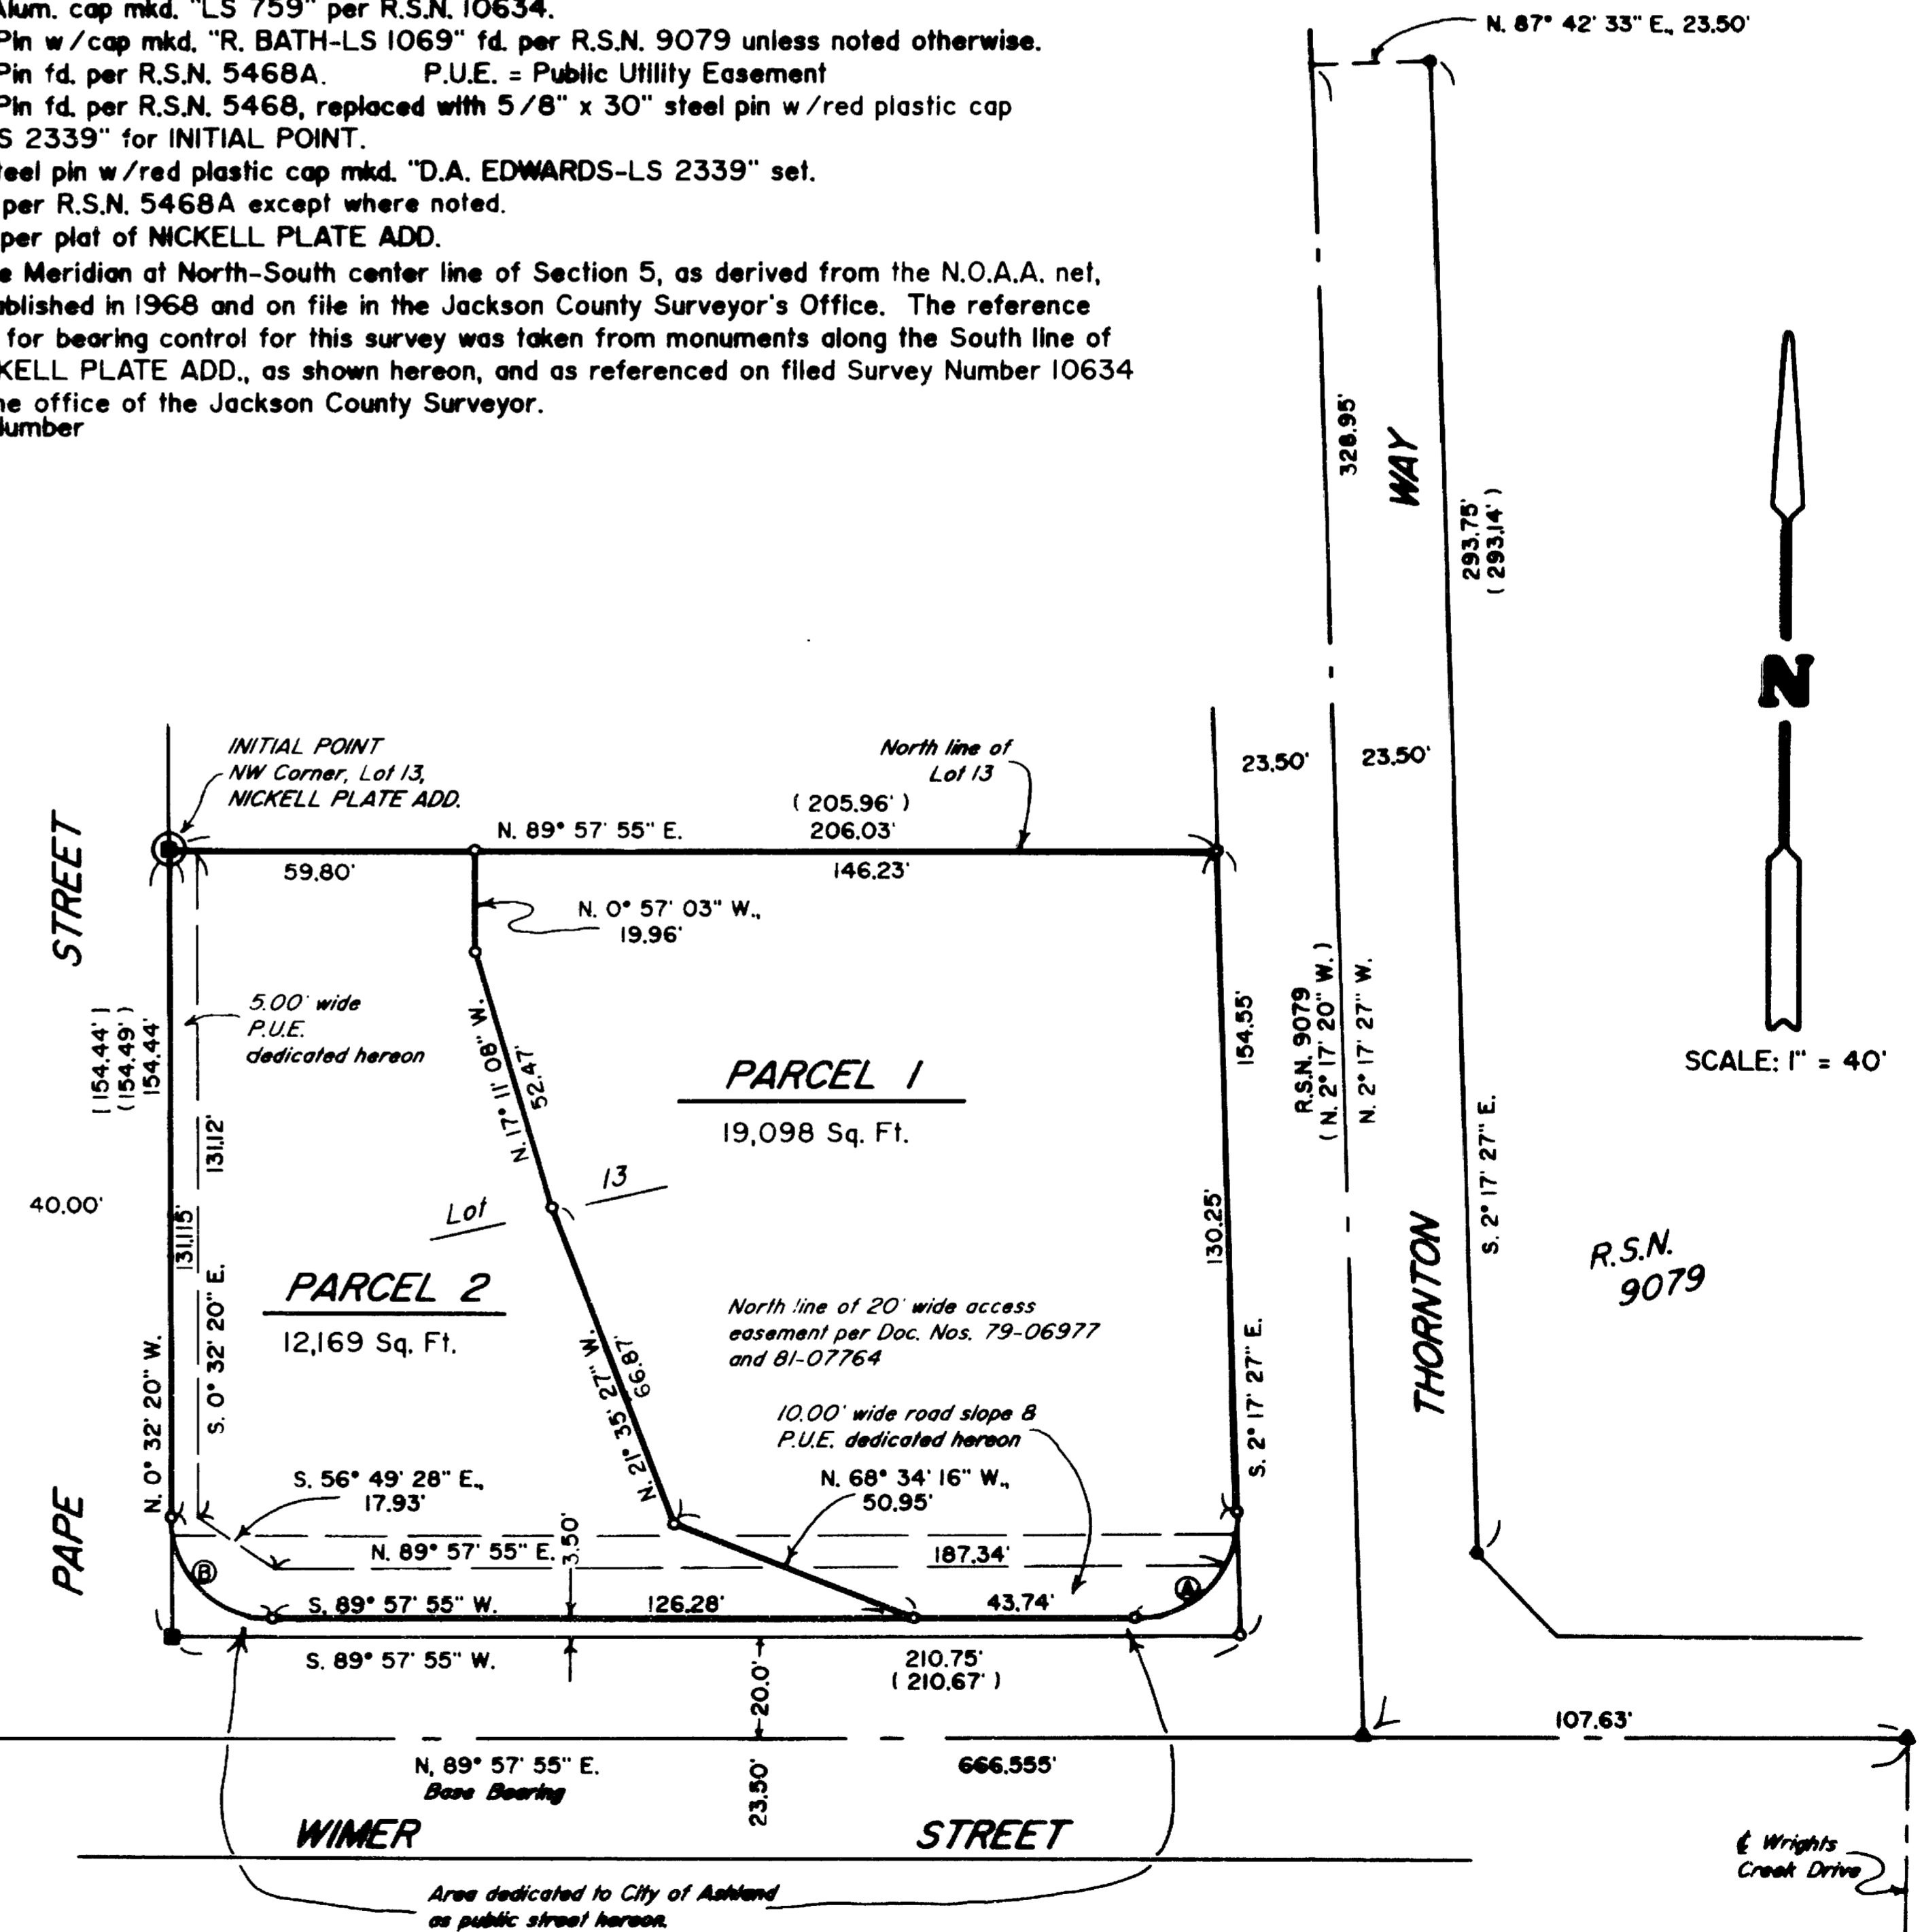 Alum. cap mkd. "LS 759" per R.S.N. 10634.
Pin w/cap mkd. "R. BATH-LS 1069" fd. per R.S.N. 9079 unless noted otherwise.
Pin fd. per R.S.N. 5468A. P.U.E. = Public Utility Easement
Pin fd. per R.S.N. 5468, replaced with 5/8" x 30" steel pin w/red plastic cap
S 2339" for INITIAL POINT.
teel pin w/red plastic cap mkd. "D.A. EDWARDS-LS 2339" set.
per R.S.N. 5468A except where noted.
per plat of NICKELL PLATE ADD.
e Meridian at North-South center line of Section 5, as derived from the N.O.A.A. net,
ablished in 1968 and on file in the Jackson County Surveyor's Office. The reference
for bearing control for this survey was taken from monuments along the South line of
KELL PLATE ADD., as shown hereon, and as referenced on filed Survey Number 10634
he office of the Jackson County Surveyor.
Number
N. 87° 42' 33" E., 23.50'
328.95'
WAY
293.75'
( 293.14' )
N
SCALE: 1" = 40'
INITIAL POINT
NW Corner, Lot 13,
NICKELL PLATE ADD.
North line of
Lot 13
( 205.96' )
N. 89° 57' 55" E.
206.03'
59.80'
146.23'
23.50'
23.50'
STREET
N. 0° 57' 03" W.,
19.96'
5.00' wide
P.U.E.
dedicated hereon
[ 154.44' ]
( 154.49' )
154.44'
131.12'
131.115'
S. 0° 32' 20" E.
N. 0° 32' 20" W.
40.00'
PAPE
N. 17° 11' 08" W.
52.47'
PARCEL 1
19,098 Sq. Ft.
Lot 13
PARCEL 2
12,169 Sq. Ft.
N. 21° 35' 27" W.
66.87'
North line of 20' wide access
easement per Doc. Nos. 79-06977
and 81-07764
10.00' wide road slope &
P.U.E. dedicated hereon
N. 68° 34' 16" W.,
50.95'
154.55'
130.25'
S. 2° 17' 27" E.
R.S.N. 9079
( N. 2° 17' 20" W. )
N. 2° 17' 27" W.
S. 2° 17' 27" E.
THORNTON
R.S.N.
9079
S. 56° 49' 28" E.,
17.93'
N. 89° 57' 55" E.
3.50'
187.34'
B
A
S. 89° 57' 55" W.
126.28'
43.74'
S. 89° 57' 55" W.
210.75'
( 210.67' )
20.0'
107.63'
N. 89° 57' 55" E.
Base Bearing
666.555'
23.50'
WIMER STREET
Area dedicated to City of Ashland
as public street hereon.
℄ Wrights
Creek Drive